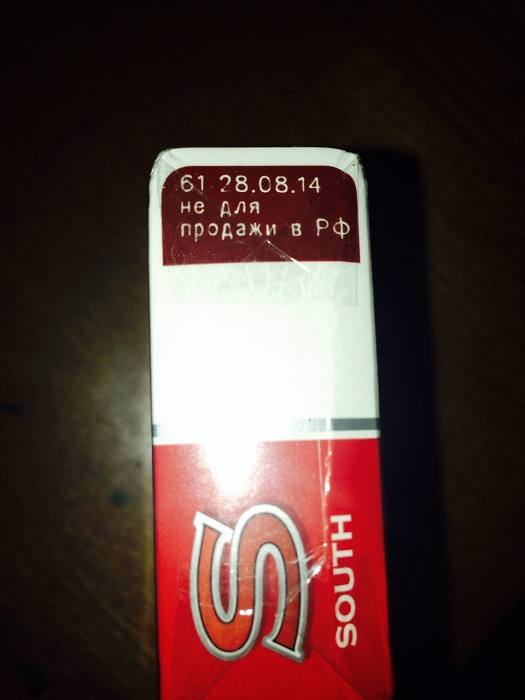 61 28.08.14
не для
продажи в РФ
S
SOUTH